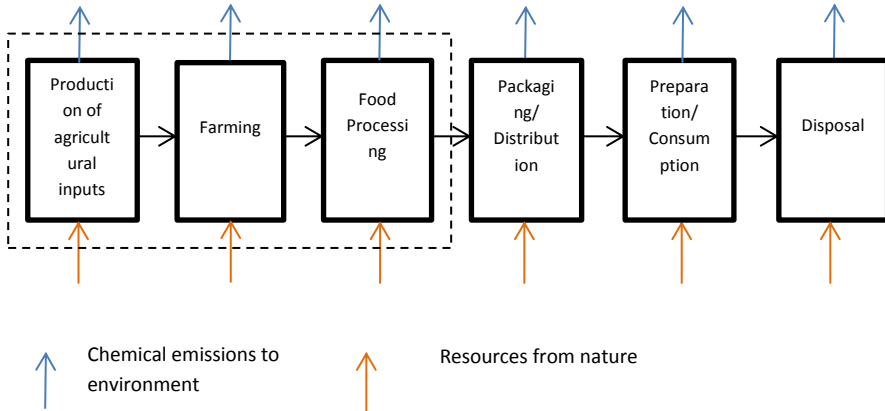 Producti
on of
agricult
ural
inputs
Farming
Food
Processi
ng
Packagi
ng/
Distribut
ion
Prepara
tion/
Consum
ption
Disposal
Chemical emissions to
environment
Resources from nature